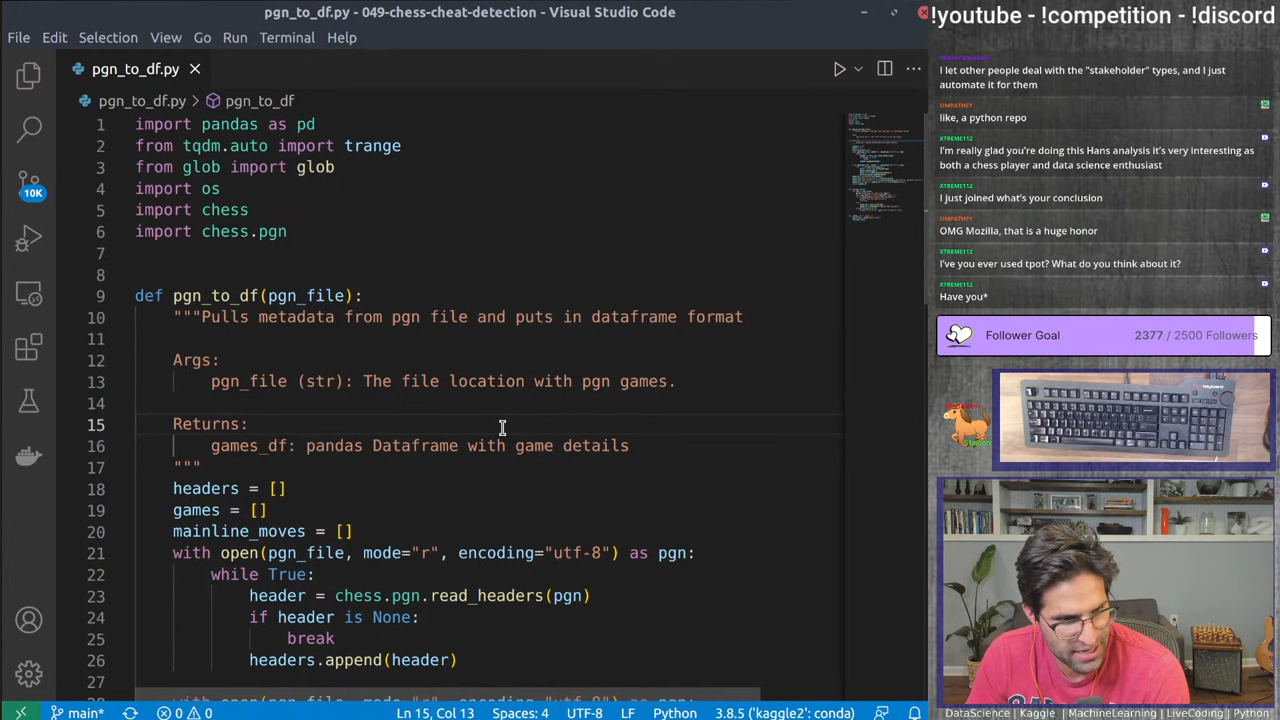 pgn_to_df.py - 049-chess-cheat-detection - Visual Studio Code
File Edit Selection View Go Run Terminal Help
pgn_to_df.py
pgn_to_df.py > pgn_to_df
1 import pandas as pd
2 from tqdm.auto import trange
3 from glob import glob
4 import os
5 import chess
6 import chess.pgn
7
8
9 def pgn_to_df(pgn_file):
10 """Pulls metadata from pgn file and puts in dataframe format
11
12 Args:
13 pgn_file (str): The file location with pgn games.
14
15 Returns:
16 games_df: pandas Dataframe with game details
17 """
18 headers = []
19 games = []
20 mainline_moves = []
21 with open(pgn_file, mode="r", encoding="utf-8") as pgn:
22 while True:
23 header = chess.pgn.read_headers(pgn)
24 if header is None:
25 break
26 headers.append(header)
27
10K
main* 0 0 Ln 15, Col 13 Spaces: 4 UTF-8 LF Python 3.8.5 ('kaggle2': conda)
!youtube - !competition - !discord
I let other people deal with the "stakeholder" types, and I just
automate it for them
SIMPATHEY
like, a python repo
XTREME112
I'm really glad you're doing this Hans analysis it's very interesting as
both a chess player and data science enthusiast
XTREME112
I just joined what's your conclusion
SIMPATHEY
OMG Mozilla, that is a huge honor
XTREME112
I've you ever used tpot? What do you think about it?
XTREME112
Have you*
Follower Goal 2377 / 2500 Followers
Stallion
DataScience | Kaggle | MachineLearning | LiveCoding | Python